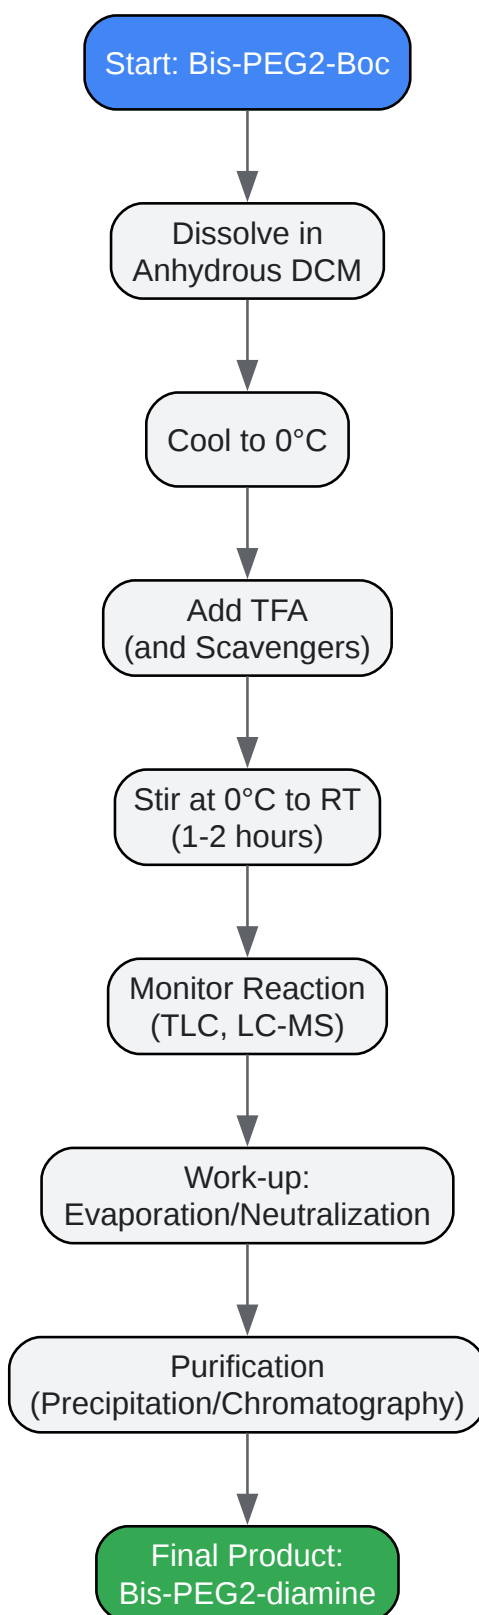 Start: Bis-PEG2-Boc
Dissolve in
Anhydrous DCM
Cool to 0°C
Add TFA
(and Scavengers)
Stir at 0°C to RT
(1-2 hours)
Monitor Reaction
(TLC, LC-MS)
Work-up:
Evaporation/Neutralization
Purification
(Precipitation/Chromatography)
Final Product:
Bis-PEG2-diamine